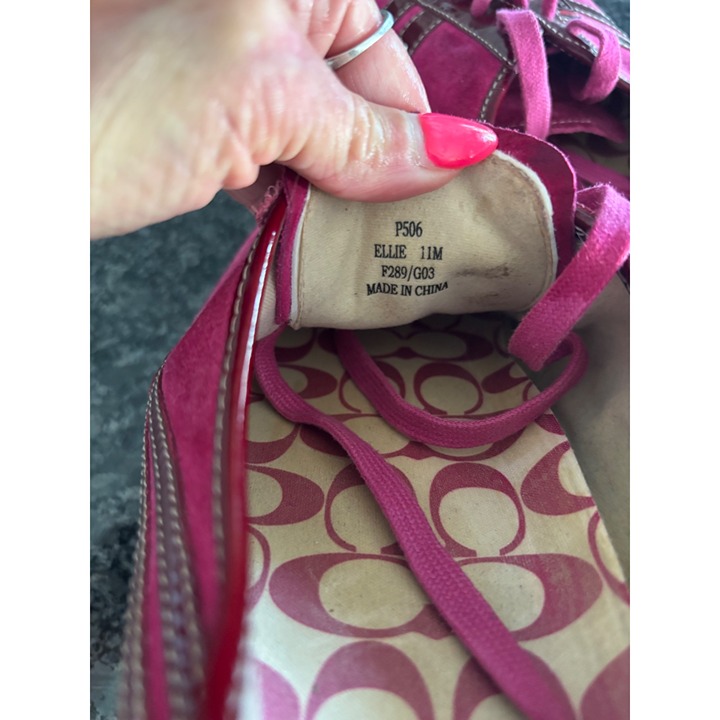 P506
ELLIE 11M
F289/G03
MADE IN CHINA